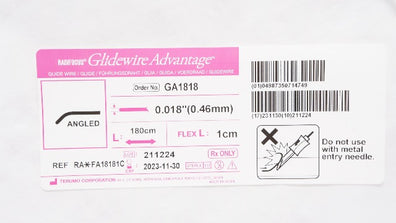 RADIFOCUS® Glidewire Advantage®
GUIDE WIRE / GUIDE / FÜHRUNGSDRAHT / GUIA / GUIDA / VOERDRAAD / GUIDEWIRE
Order No. GA1818
0.018"(0.46mm)
ANGLED
180cm
L:
FLEX L: 1cm
211224
Rx ONLY
REF RA*FA18181C
2023-11-30
TERUMO CORPORATION
(17)231130(10)211224
Do not use
with metal
entry needle.